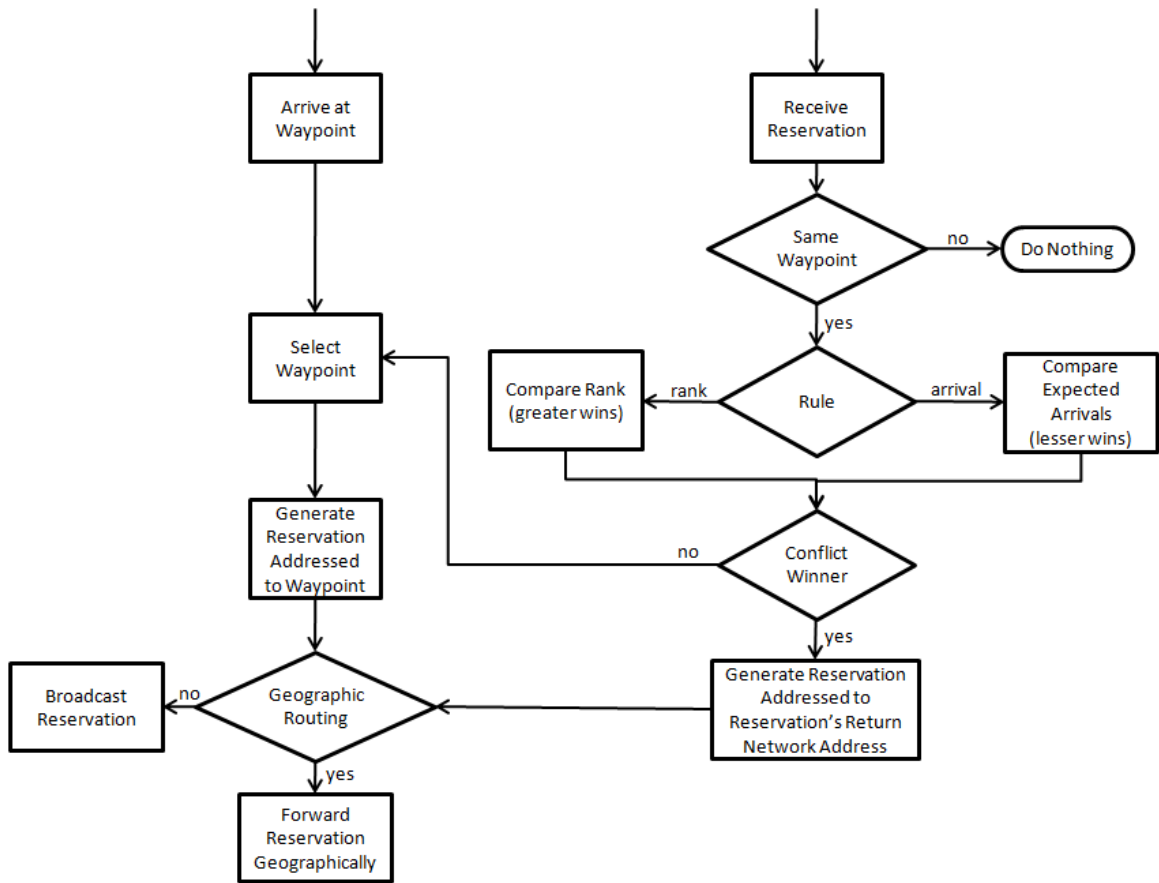 Arrive at
Waypoint
Receive
Reservation
Same
Waypoint
no
Do Nothing
yes
Select
Waypoint
Compare Rank
(greater wins)
rank
Rule
arrival
Compare
Expected
Arrivals
(lesser wins)
Generate
Reservation
Addressed
to Waypoint
no
Conflict
Winner
yes
Broadcast
Reservation
no
Geographic
Routing
Generate Reservation
Addressed to
Reservation's Return
Network Address
yes
Forward
Reservation
Geographically